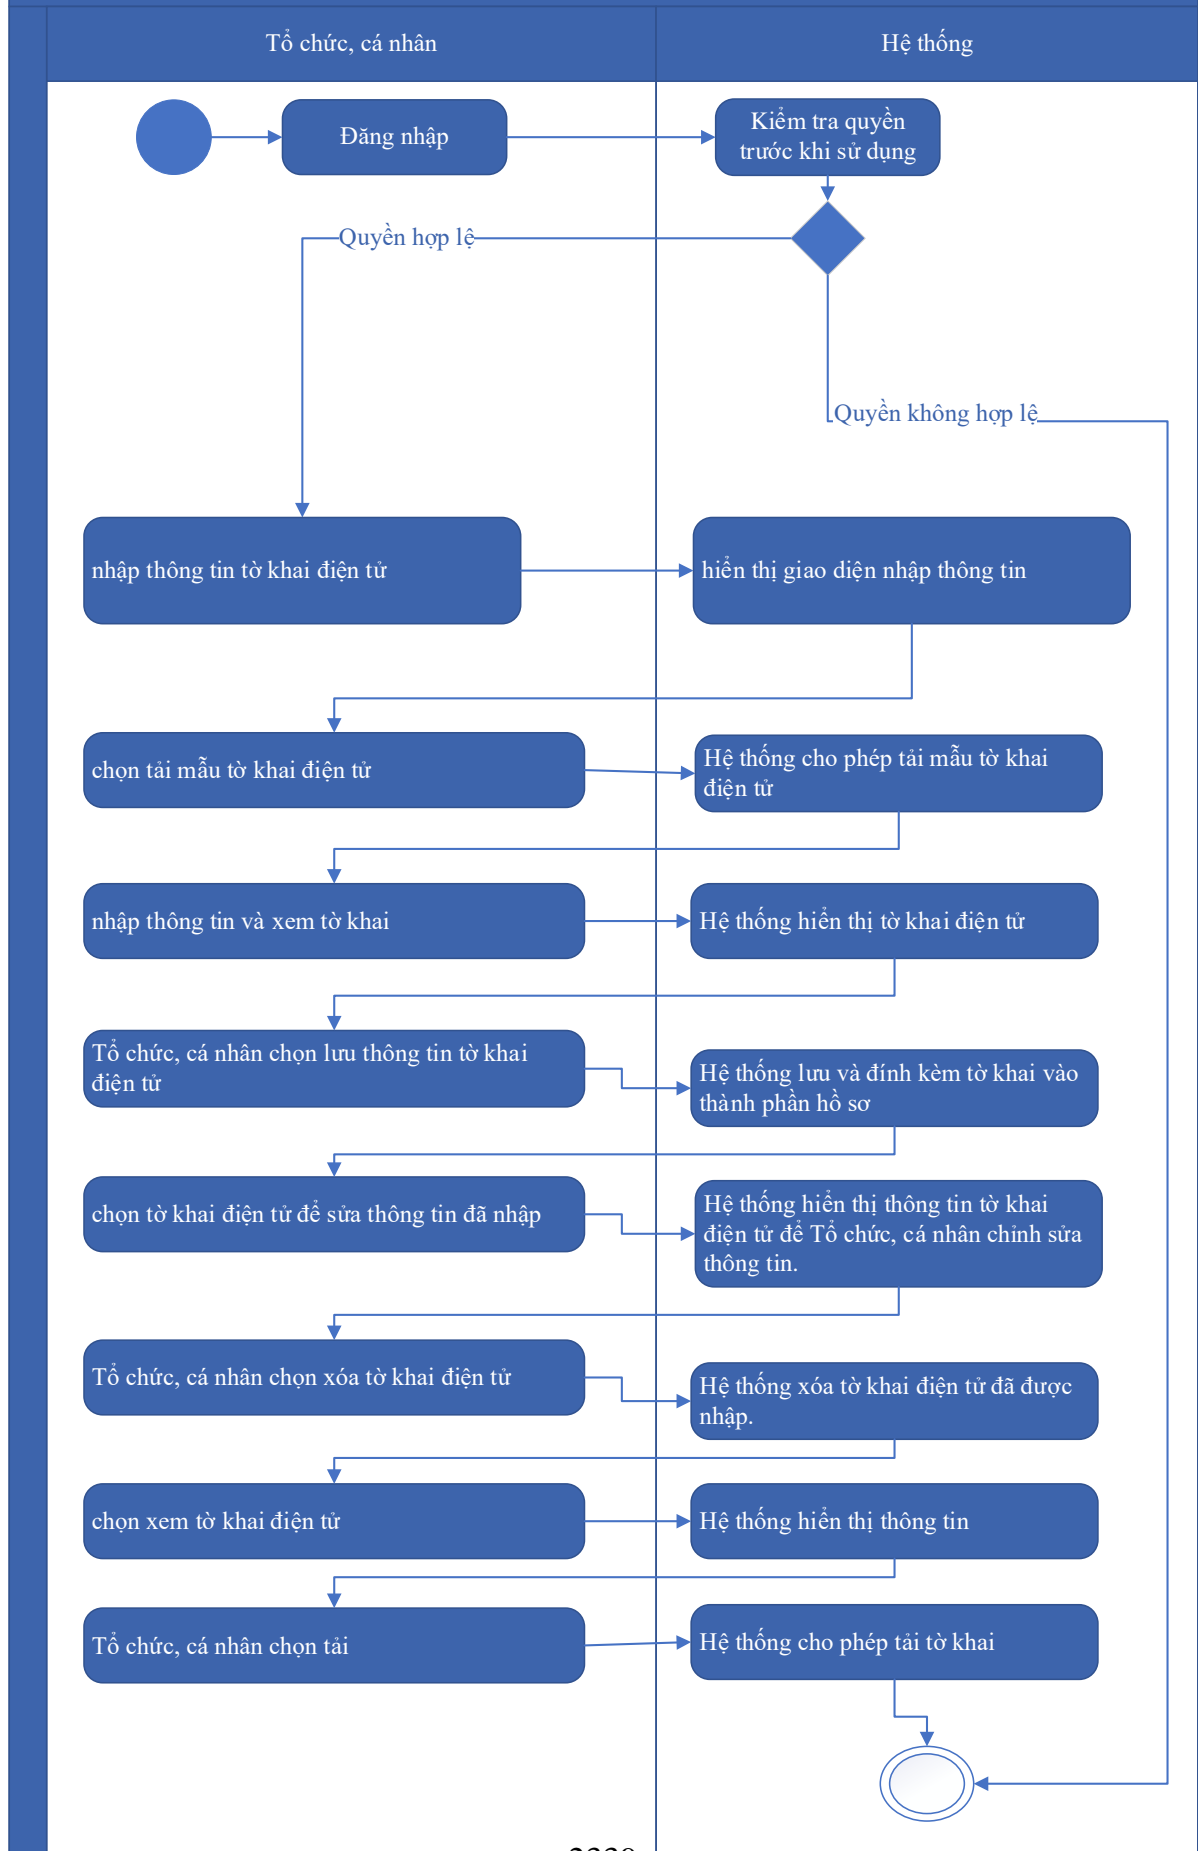 Tổ chức, cá nhân
Hệ thống
Đăng nhập
Kiểm tra quyền
trước khi sử dụng
Quyền hợp lệ
Quyền không hợp lệ
nhập thông tin tờ khai điện tử
hiển thị giao diện nhập thông tin
chọn tải mẫu tờ khai điện tử
Hệ thống cho phép tải mẫu tờ khai
điện tử
nhập thông tin và xem tờ khai
Hệ thống hiển thị tờ khai điện tử
Tổ chức, cá nhân chọn lưu thông tin tờ khai
điện tử
Hệ thống lưu và đính kèm tờ khai vào
thành phần hồ sơ
chọn tờ khai điện tử để sửa thông tin đã nhập
Hệ thống hiển thị thông tin tờ khai
điện tử để Tổ chức, cá nhân chỉnh sửa
thông tin.
Tổ chức, cá nhân chọn xóa tờ khai điện tử
Hệ thống xóa tờ khai điện tử đã được
nhập.
chọn xem tờ khai điện tử
Hệ thống hiển thị thông tin
Tổ chức, cá nhân chọn tải
Hệ thống cho phép tải tờ khai